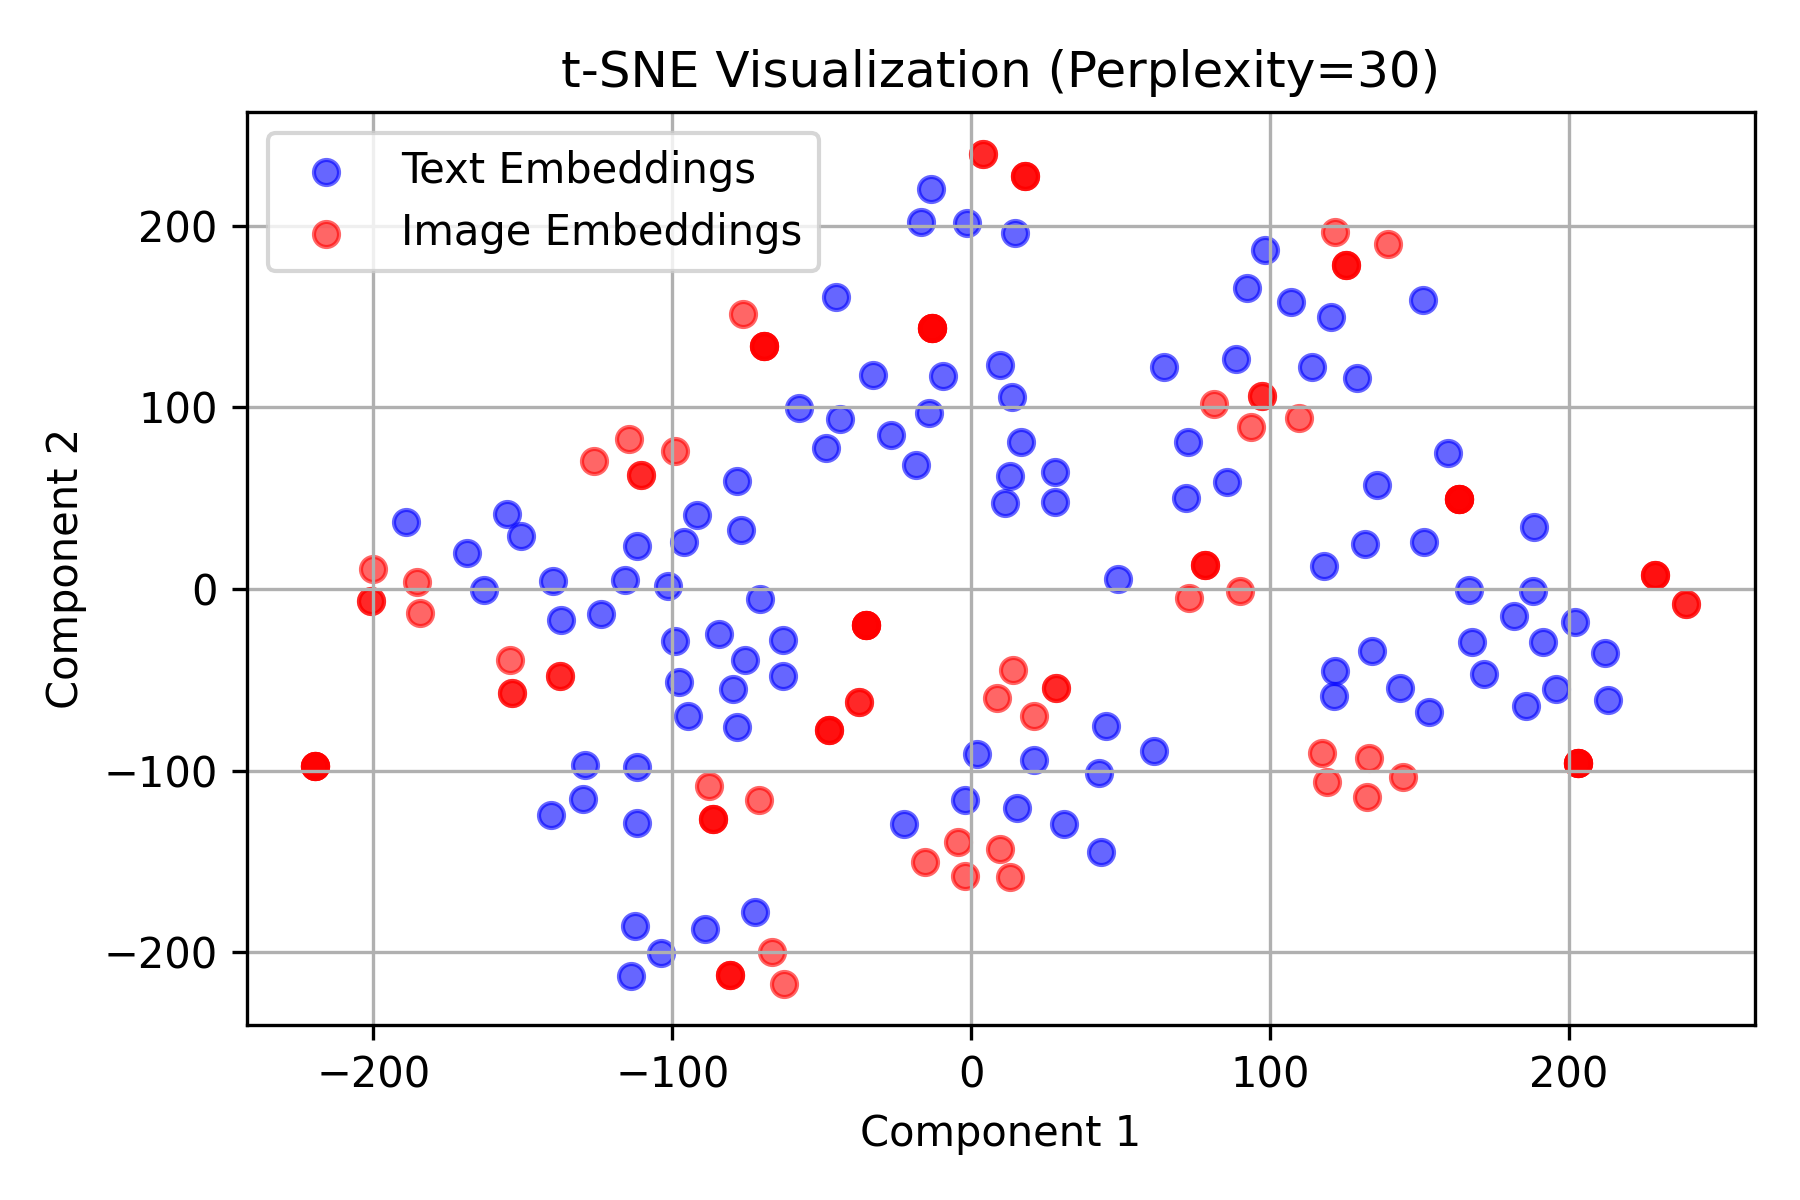 t-SNE Visualization (Perplexity=30)
Text Embeddings
Image Embeddings
Component 2
200
100
0
−100
−200
−200
−100
0
100
200
Component 1